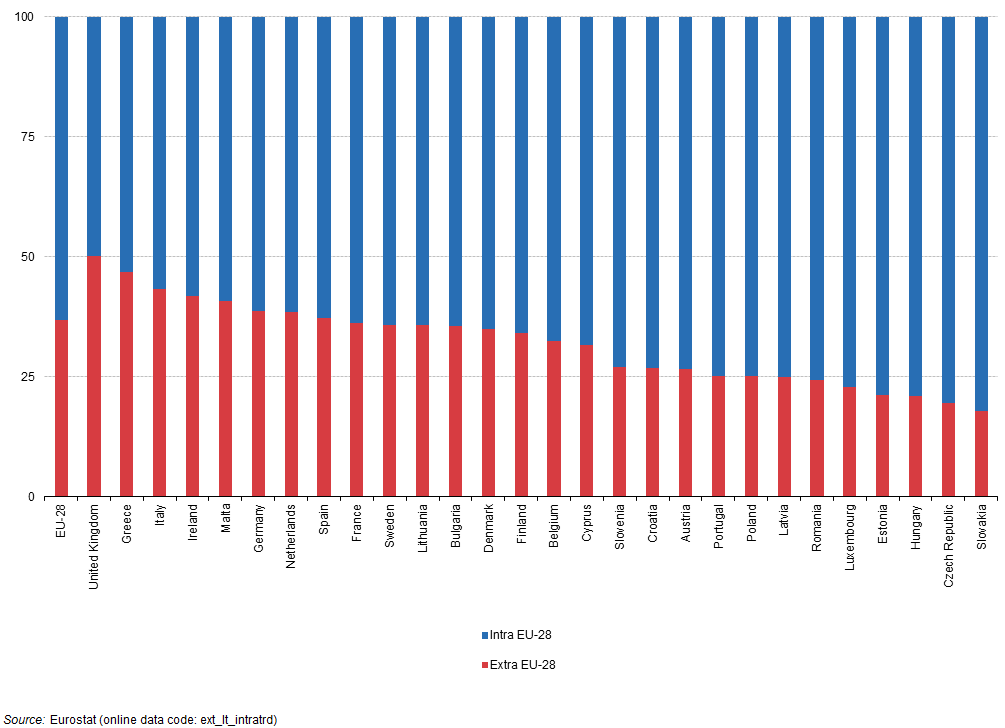 100
75
50
25
0
EU-28
United Kingdom
Greece
Italy
Ireland
Malta
Germany
Netherlands
Spain
France
Sweden
Lithuania
Bulgaria
Denmark
Finland
Belgium
Cyprus
Slovenia
Croatia
Austria
Portugal
Poland
Latvia
Romania
Luxembourg
Estonia
Hungary
Czech Republic
Slovakia
Intra EU-28
Extra EU-28
Source: Eurostat (online data code: ext_lt_intratrd)